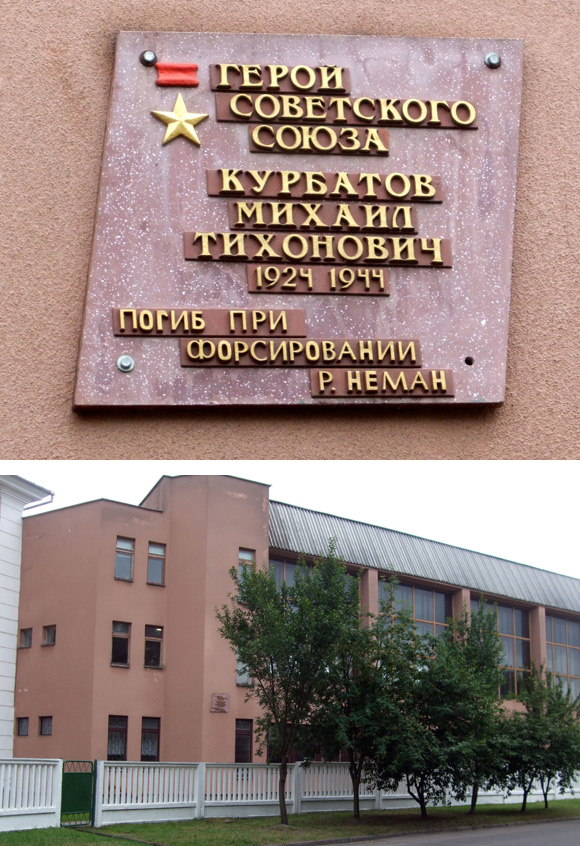 ГЕРОЙ
СОВЕТСКОГО
СОЮЗА
КУРБАТОВ
МИХАИЛ
ТИХОНОВИЧ
1924 1944
ПОГИБ ПРИ
ФОРСИРОВАНИИ
Р. НЕМАН